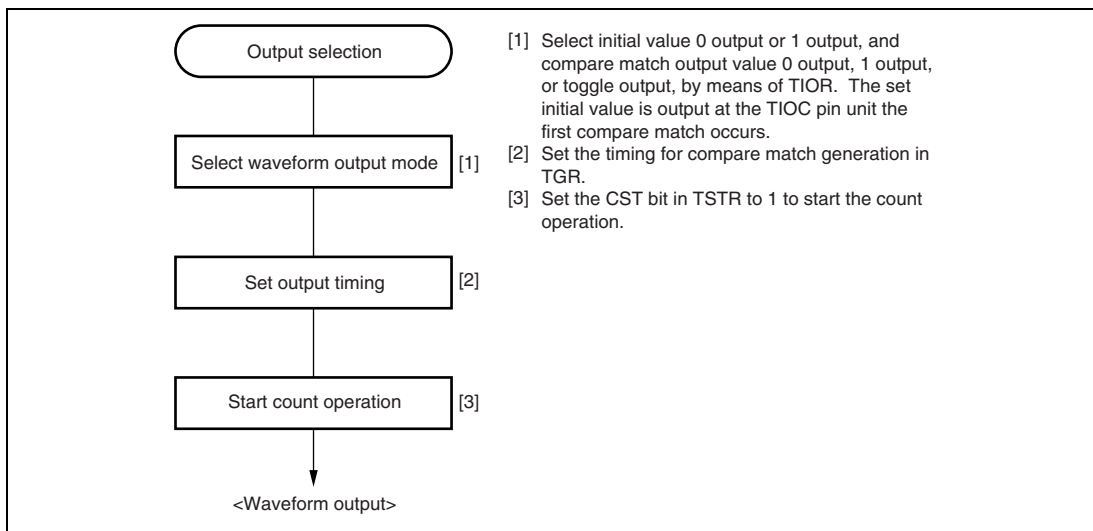 Output selection
Select waveform output mode [1]
Set output timing [2]
Start count operation [3]
<Waveform output>
[1] Select initial value 0 output or 1 output, and
compare match output value 0 output, 1 output,
or toggle output, by means of TIOR. The set
initial value is output at the TIOC pin unit the
first compare match occurs.
[2] Set the timing for compare match generation in
TGR.
[3] Set the CST bit in TSTR to 1 to start the count
operation.